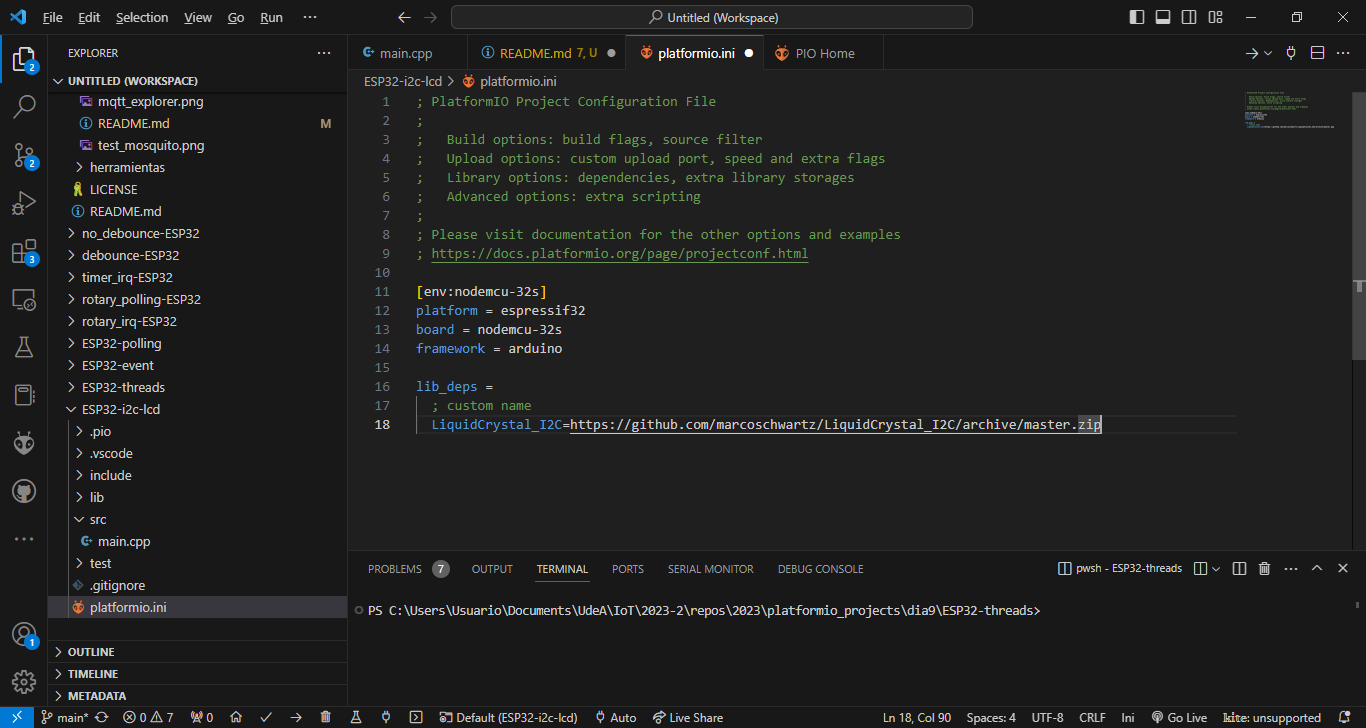 File Edit Selection View Go Run ··· Untitled (Workspace)
EXPLORER ···
UNTITLED (WORKSPACE)
mqtt_explorer.png
README.md M
test_mosquito.png
herramientas
LICENSE
README.md
no_debounce-ESP32
debounce-ESP32
timer_irq-ESP32
rotary_polling-ESP32
rotary_irq-ESP32
ESP32-polling
ESP32-event
ESP32-threads
ESP32-i2c-lcd
.pio
.vscode
include
lib
src
main.cpp
test
.gitignore
platformio.ini
OUTLINE
TIMELINE
METADATA
2
2
3
1
main.cpp README.md 7, U platformio.ini PIO Home
ESP32-i2c-lcd > platformio.ini
1 ; PlatformIO Project Configuration File
2 ;
3 ;   Build options: build flags, source filter
4 ;   Upload options: custom upload port, speed and extra flags
5 ;   Library options: dependencies, extra library storages
6 ;   Advanced options: extra scripting
7 ;
8 ; Please visit documentation for the other options and examples
9 ; https://docs.platformio.org/page/projectconf.html
10
11 [env:nodemcu-32s]
12 platform = espressif32
13 board = nodemcu-32s
14 framework = arduino
15
16 lib_deps =
17   ; custom name
18   LiquidCrystal_I2C=https://github.com/marcoschwartz/LiquidCrystal_I2C/archive/master.zip
PROBLEMS 7 OUTPUT TERMINAL PORTS SERIAL MONITOR DEBUG CONSOLE pwsh - ESP32-threads
PS C:\Users\Usuario\Documents\UdeA\IoT\2023-2\repos\2023\platformio_projects\dia9\ESP32-threads>
main* 0 7 0 Default (ESP32-i2c-lcd) Auto Live Share Ln 18, Col 90 Spaces: 4 UTF-8 CRLF Ini Go Live kite: unsupported